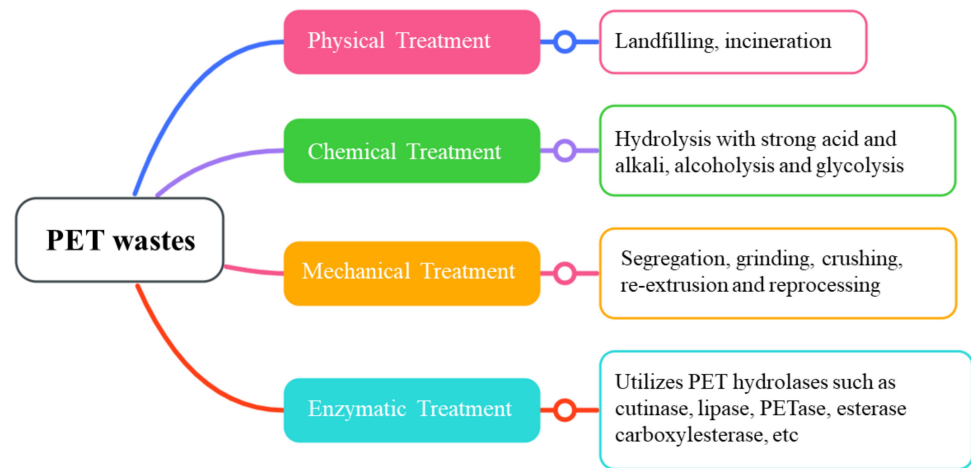 PET wastes
Physical Treatment
Landfilling, incineration
Chemical Treatment
Hydrolysis with strong acid and
alkali, alcoholysis and glycolysis
Mechanical Treatment
Segregation, grinding, crushing,
re-extrusion and reprocessing
Enzymatic Treatment
Utilizes PET hydrolases such as
cutinase, lipase, PETase, esterase
carboxylesterase, etc